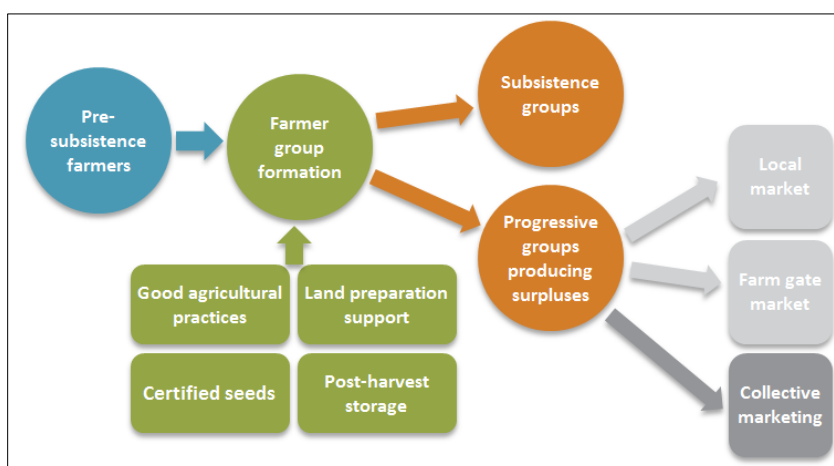 Pre-
subsistence
farmers
Farmer
group
formation
Subsistence
groups
Progressive
groups
producing
surpluses
Local
market
Farm gate
market
Collective
marketing
Good agricultural
practices
Land preparation
support
Certified seeds
Post-harvest
storage